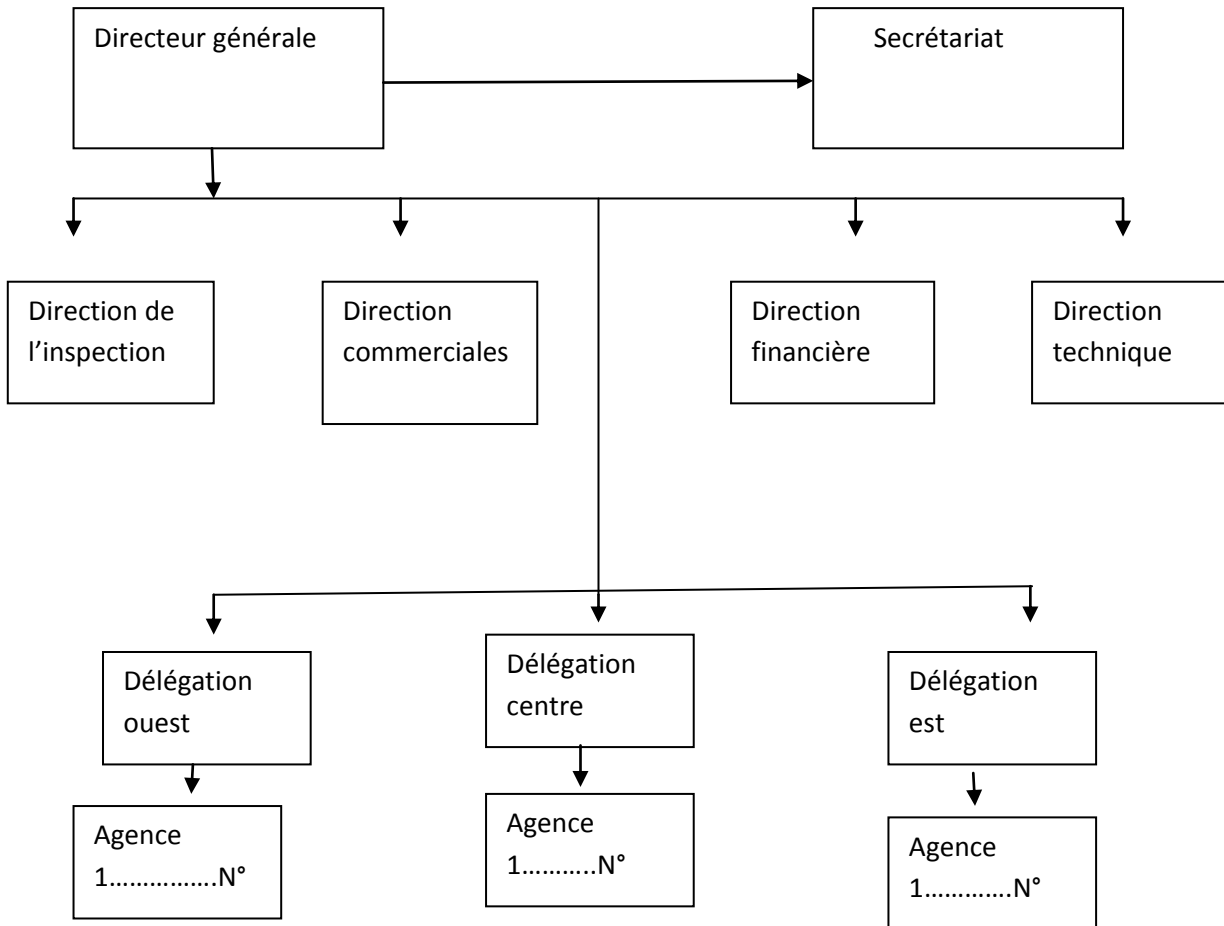 Directeur générale
Secrétariat
Direction de
l’inspection
Direction
commerciales
Direction
financière
Direction
technique
Délégation
ouest
Délégation
centre
Délégation
est
Agence
1…………….N°
Agence
1………..N°
Agence
1………….N°